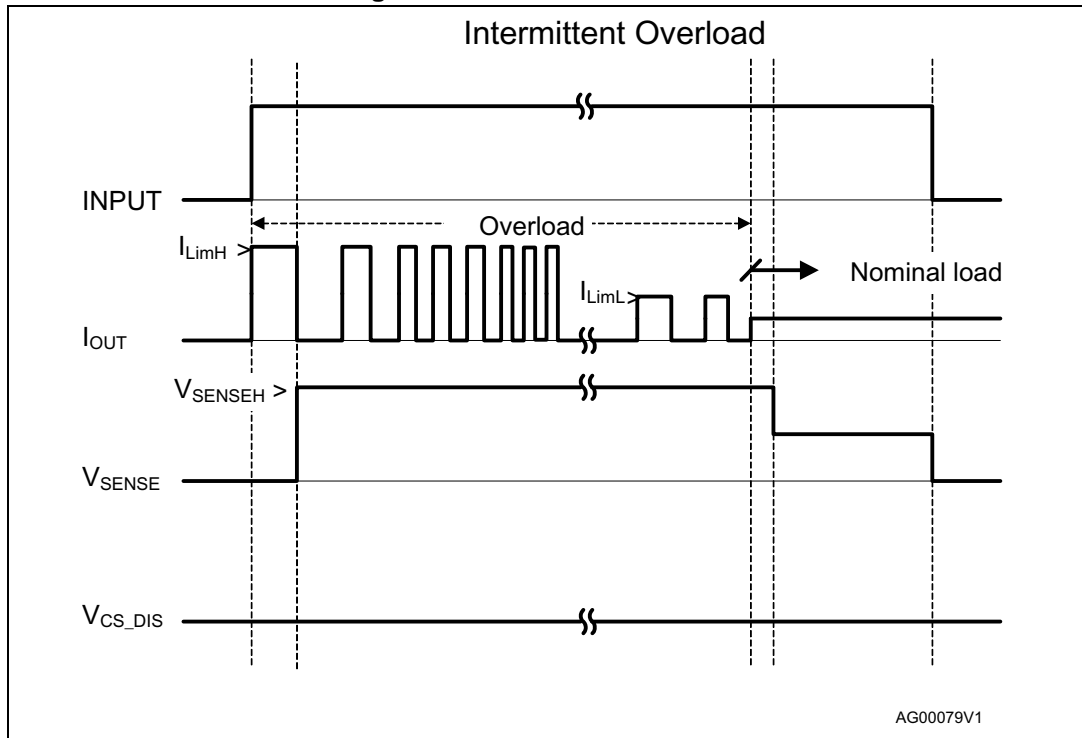 Intermittent Overload
INPUT
Overload
I_LimH >
Nominal load
I_LimL >
I_OUT
V_SENSEH >
V_SENSE
V_CS_DIS
AG00079V1